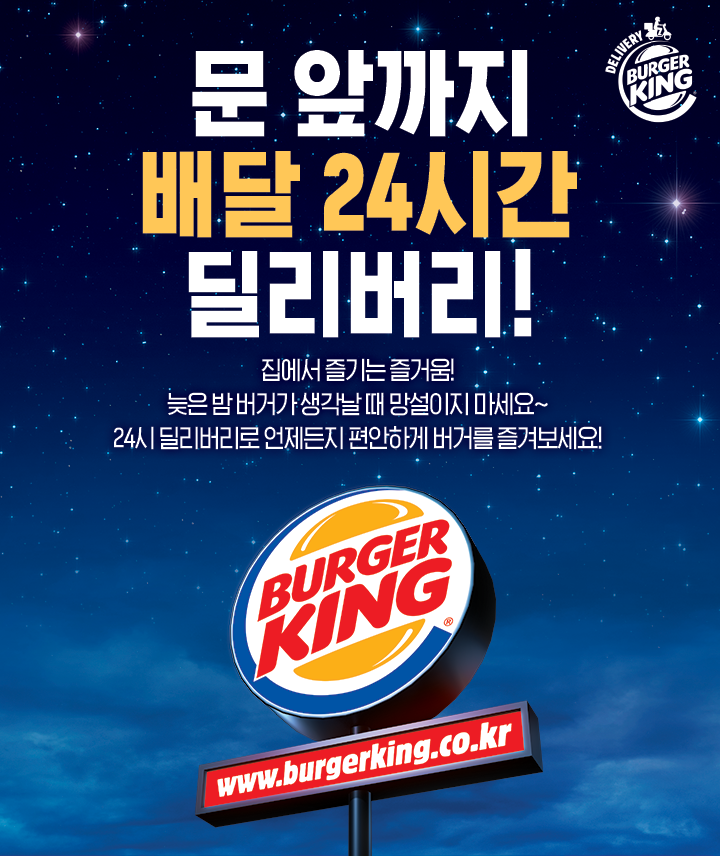 DELIVERY
BURGER
KING
문 앞까지
배달 24시간
딜리버리!
집에서 즐기는 즐거움!
늦은 밤 버거가 생각날 때 망설이지 마세요~
24시 딜리버리로 언제든지 편안하게 버거를 즐겨보세요!
BURGER
KING
®
www.burgerking.co.kr